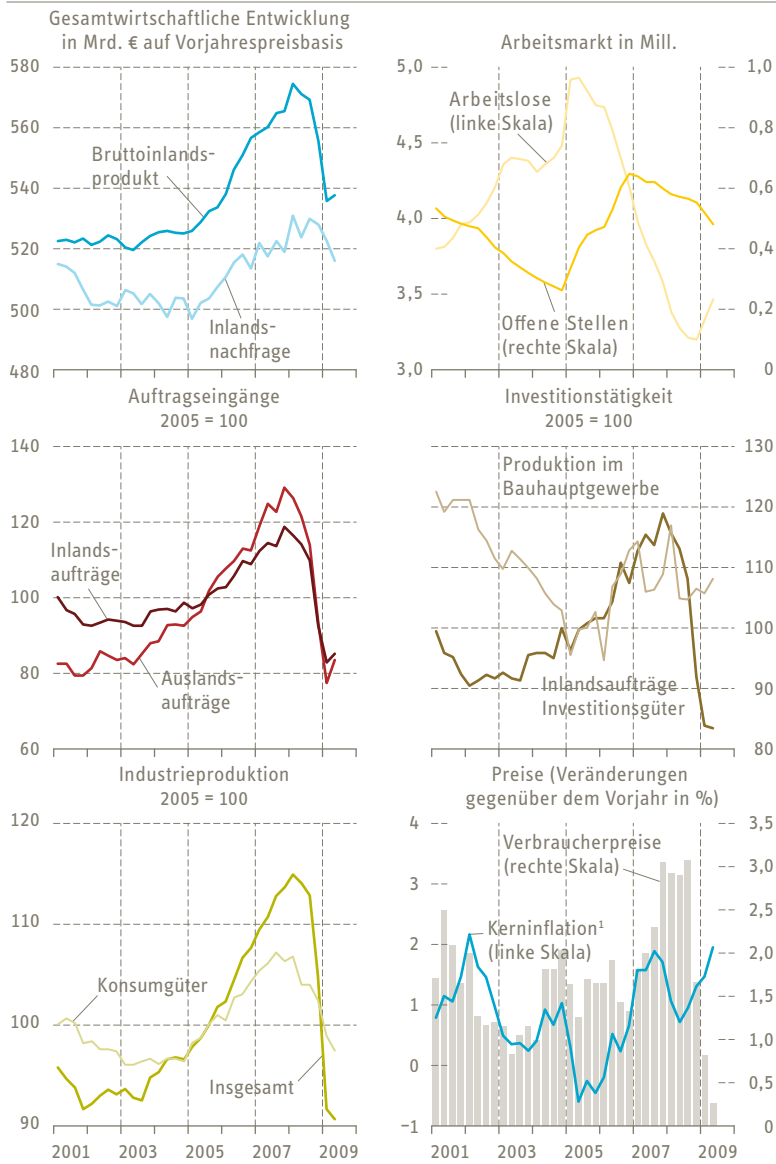 Gesamtwirtschaftliche Entwicklung
in Mrd. € auf Vorjahrespreisbasis
580
560
540
520
500
480
Bruttoinlands-
produkt
Inlands-
nachfrage
Arbeitsmarkt in Mill.
5,0
4,5
4,0
3,5
3,0
1,0
0,8
0,6
0,4
0,2
0
Arbeitslose
(linke Skala)
Offene Stellen
(rechte Skala)
Auftragseingänge
2005 = 100
140
120
100
80
60
Inlands-
aufträge
Auslands-
aufträge
Investitionstätigkeit
2005 = 100
130
120
110
100
90
80
Produktion im
Bauhauptgewerbe
Inlandsaufträge
Investitionsgüter
Industrieproduktion
2005 = 100
120
110
100
90
Konsumgüter
Insgesamt
2001 2003 2005 2007 2009
Preise (Veränderungen
gegenüber dem Vorjahr in %)
4
3
2
1
0
−1
3,5
3,0
2,5
2,0
1,5
1,0
0,5
0
Verbraucherpreise
(rechte Skala)
Kerninflation¹
(linke Skala)
2001 2003 2005 2007 2009